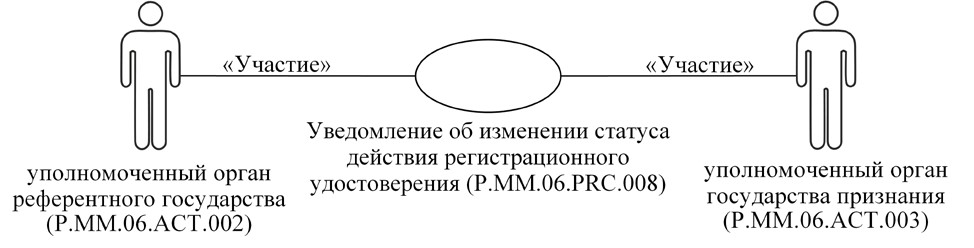 «Участие»
«Участие»
Уведомление об изменении статуса
действия регистрационного
удостоверения (P.MM.06.PRC.008)
уполномоченный орган
референтного государства
(P.MM.06.ACT.002)
уполномоченный орган
государства признания
(P.MM.06.ACT.003)